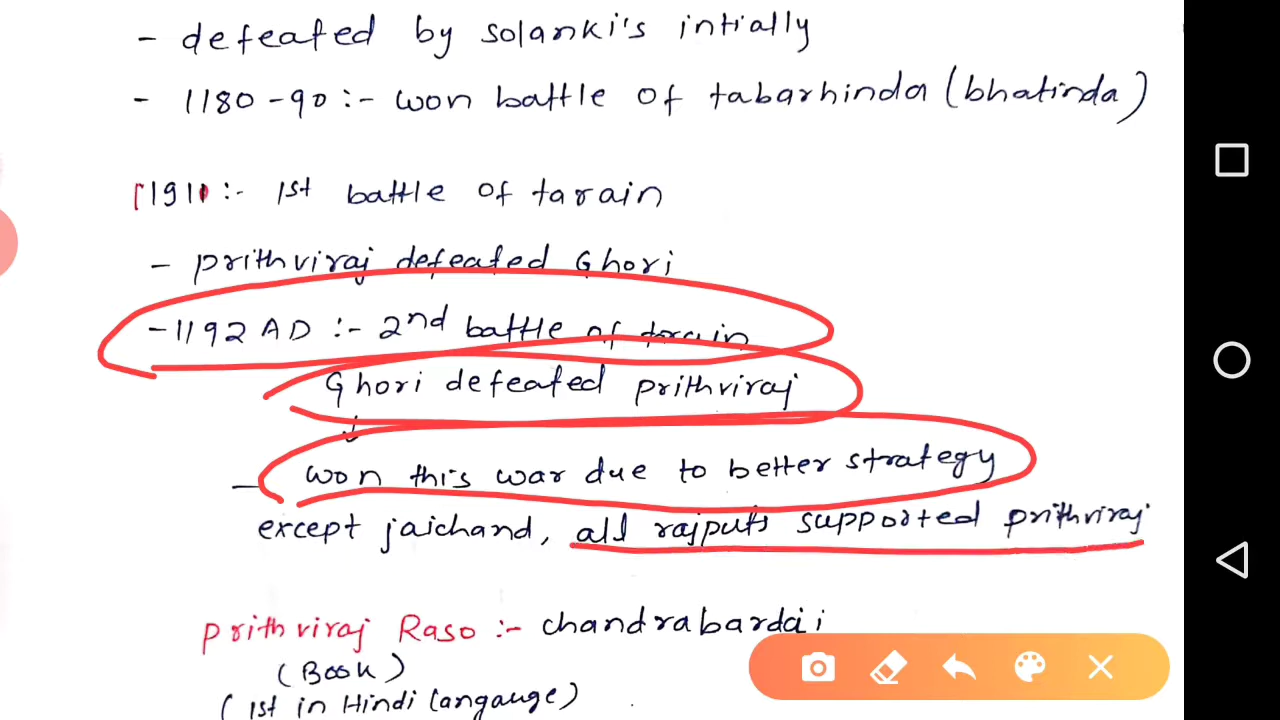 - defeated by solanki's intially
- 1180-90 :- won battle of tabarhinda (bhatinda)
1191 :- 1st battle of tarain
- prithviraj defeated Ghori
- 1192 AD :- 2nd battle of tarain
Ghori defeated prithviraj
- won this war due to better strategy
except jaichand, all rajputs supported prithviraj
prithviraj Raso :- chandrabardai
(Book)
(1st in Hindi langauge)